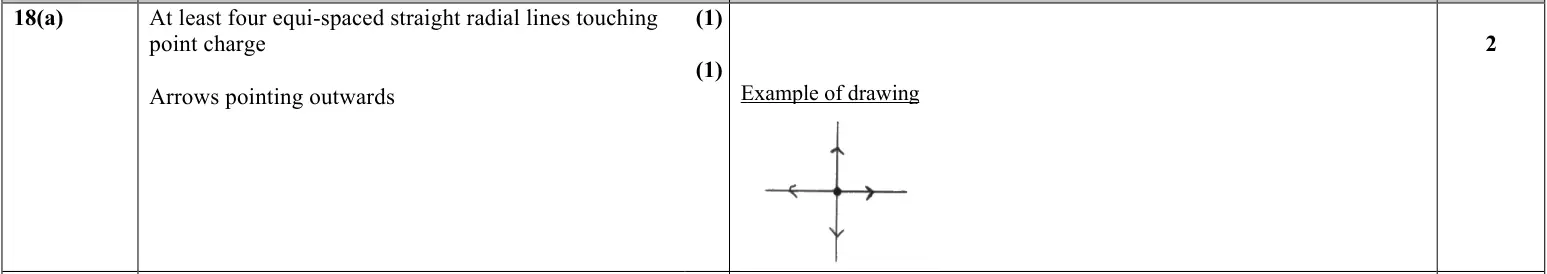 18(a)
At least four equi-spaced straight radial lines touching (1)
point charge
2
(1)
Arrows pointing outwards
Example of drawing